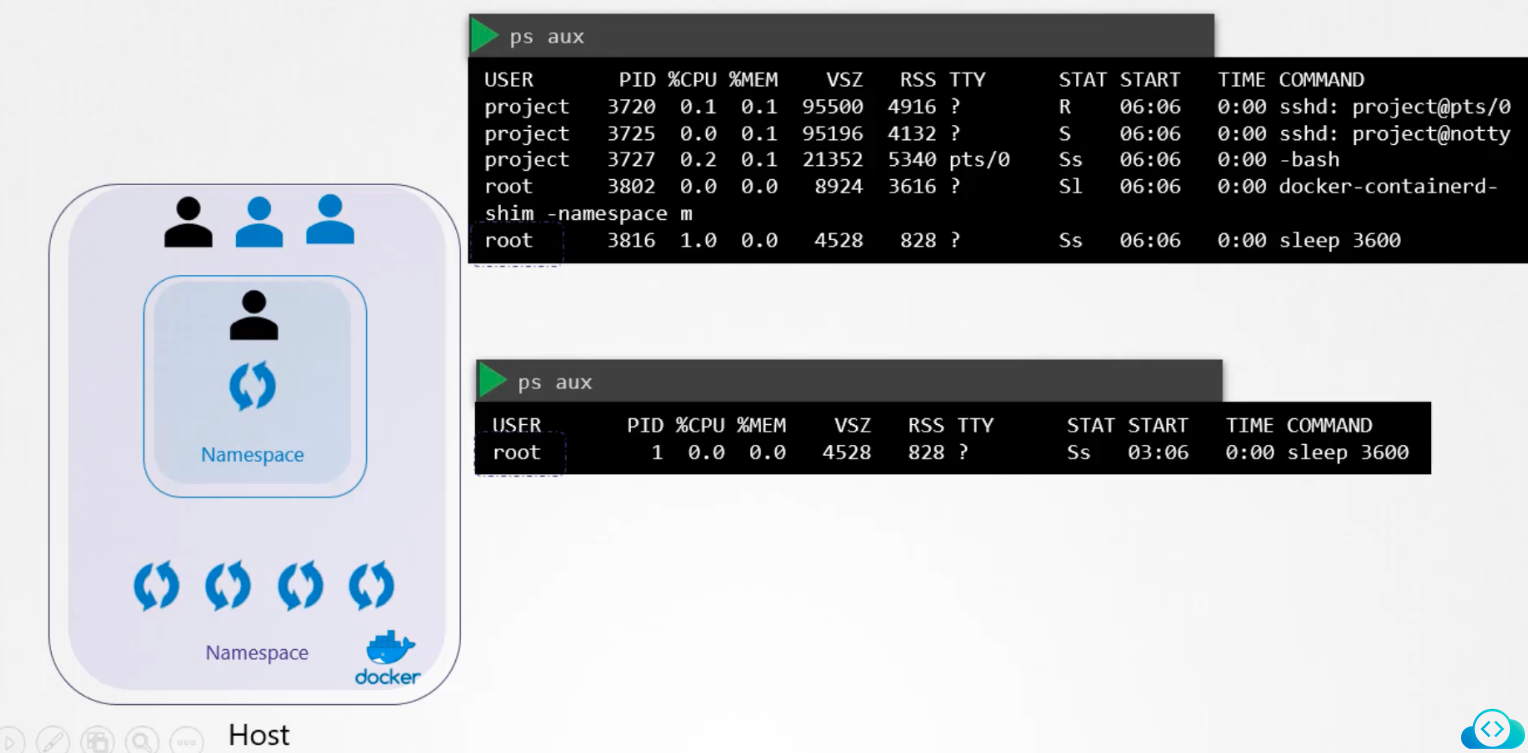 ps aux
USER PID %CPU %MEM VSZ RSS TTY STAT START TIME COMMAND
project 3720 0.1 0.1 95500 4916 ? R 06:06 0:00 sshd: project@pts/0
project 3725 0.0 0.1 95196 4132 ? S 06:06 0:00 sshd: project@notty
project 3727 0.2 0.1 21352 5340 pts/0 Ss 06:06 0:00 -bash
root 3802 0.0 0.0 8924 3616 ? Sl 06:06 0:00 docker-containerd-
shim -namespace m
root 3816 1.0 0.0 4528 828 ? Ss 06:06 0:00 sleep 3600
ps aux
USER PID %CPU %MEM VSZ RSS TTY STAT START TIME COMMAND
root 1 0.0 0.0 4528 828 ? Ss 03:06 0:00 sleep 3600
Namespace
Namespace
docker
Host